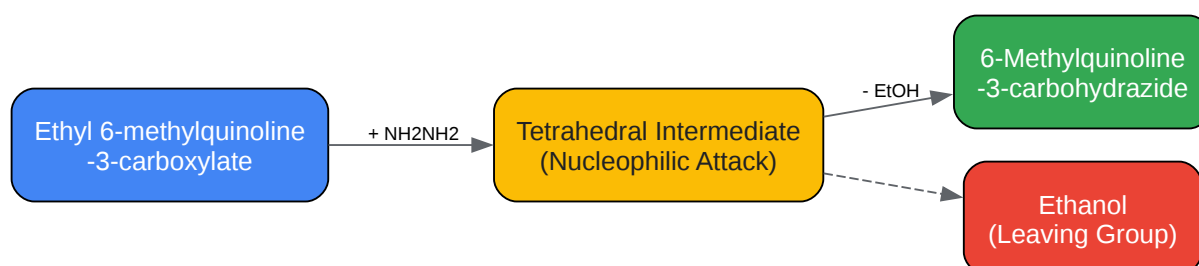 Ethyl 6-methylquinoline
-3-carboxylate
+ NH2NH2
Tetrahedral Intermediate
(Nucleophilic Attack)
- EtOH
6-Methylquinoline
-3-carbohydrazide
Ethanol
(Leaving Group)